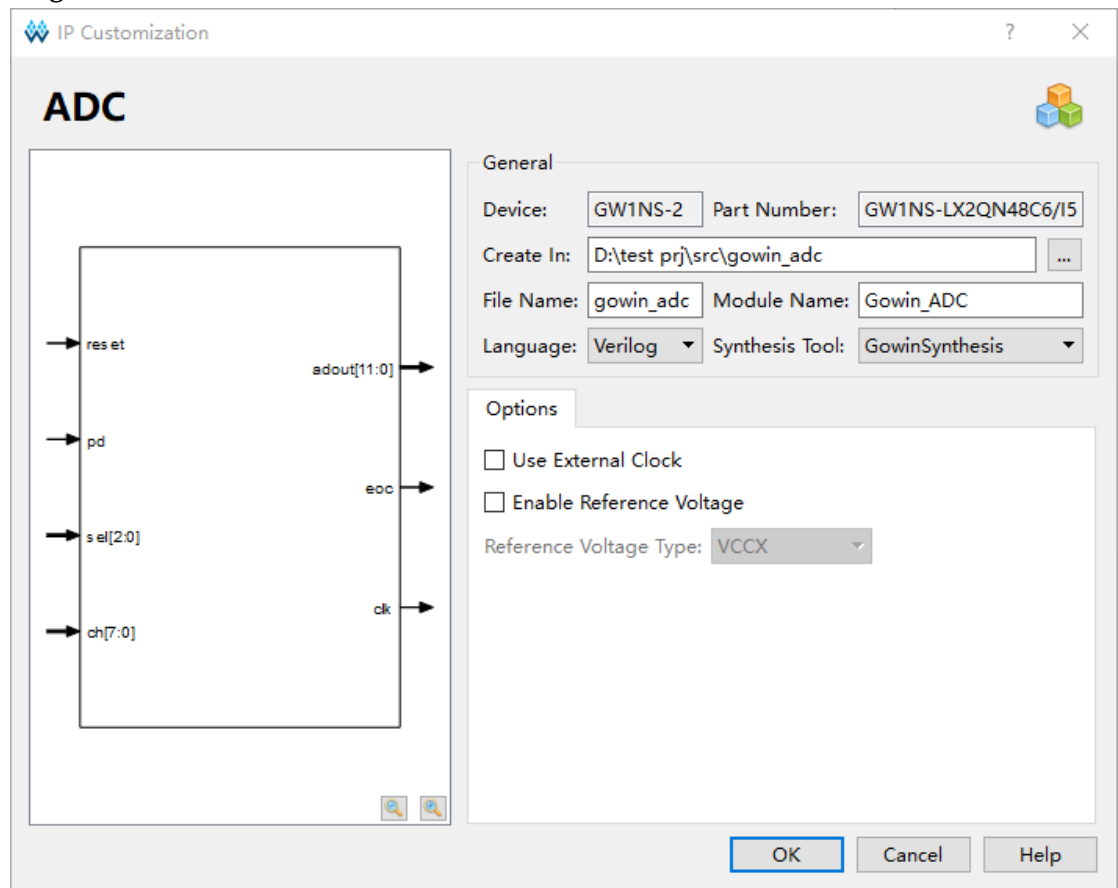 IP Customization
?
ADC
reset
pd
sel[2:0]
ch[7:0]
adout[11:0]
eoc
clk
General
Device: GW1NS-2 Part Number: GW1NS-LX2QN48C6/I5
Create In: D:\test prj\src\gowin_adc ...
File Name: gowin_adc Module Name: Gowin_ADC
Language: Verilog Synthesis Tool: GowinSynthesis
Options
Use External Clock
Enable Reference Voltage
Reference Voltage Type: VCCX
OK Cancel Help